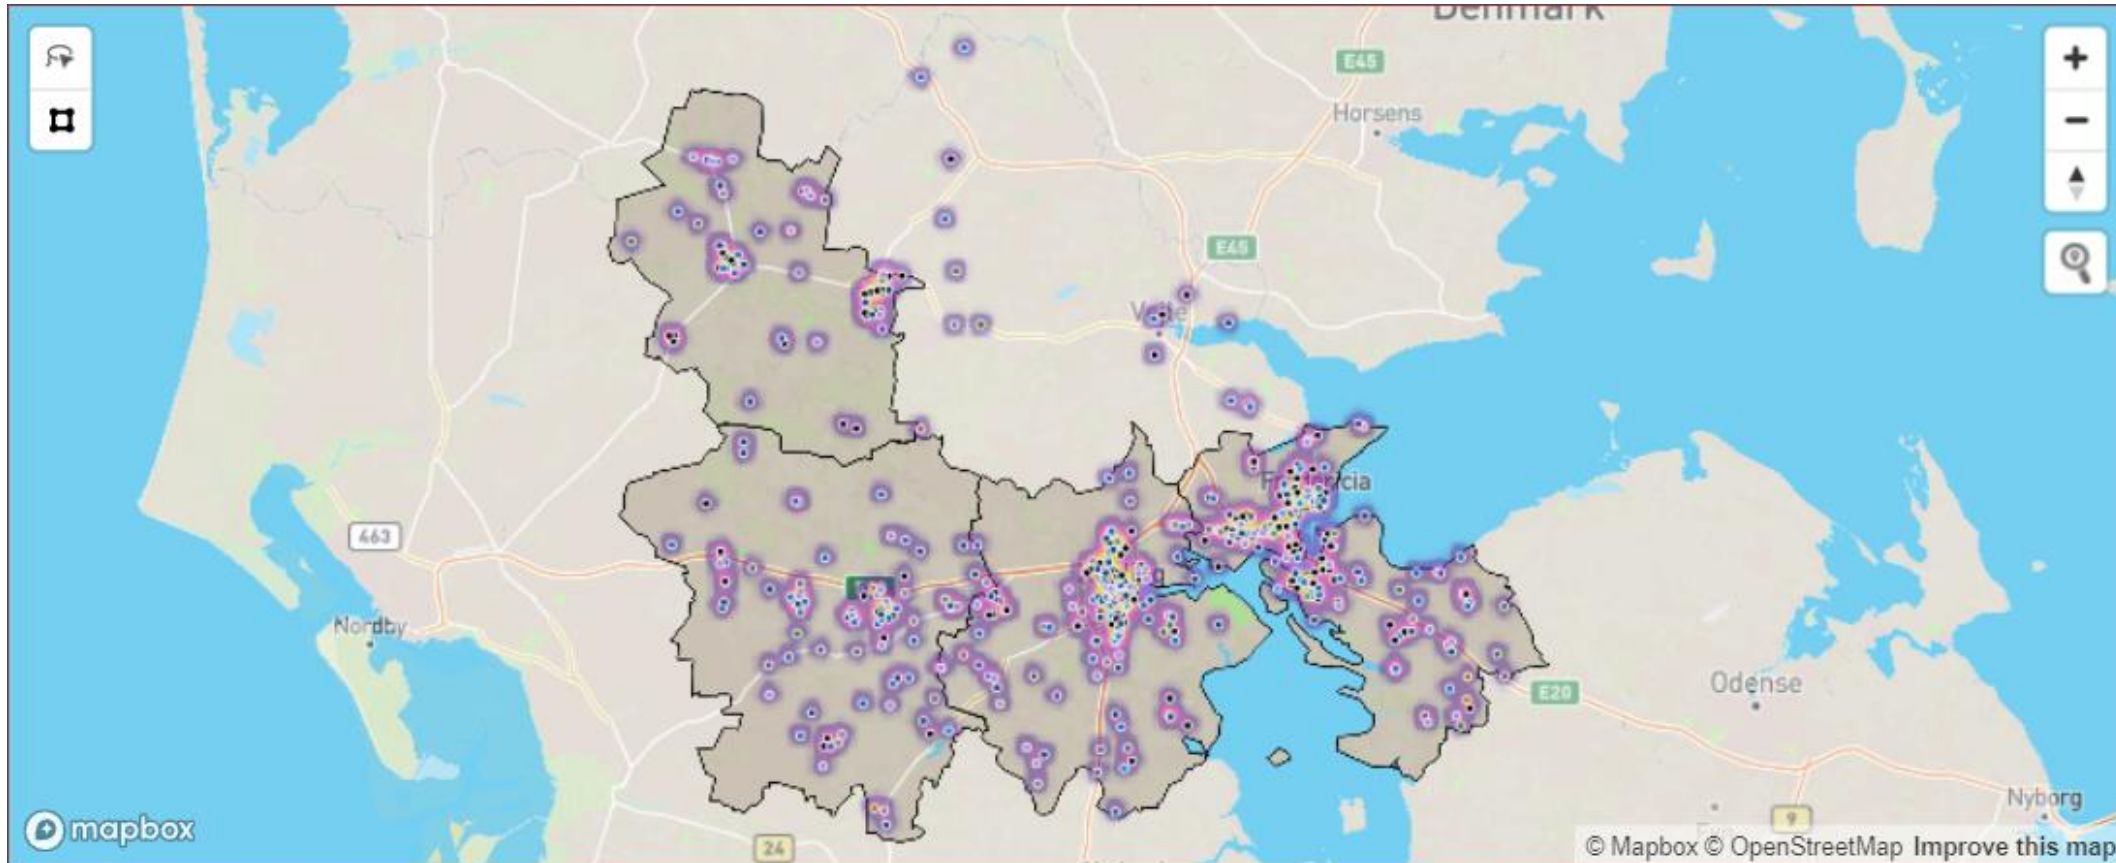 Denmark
E45
Horsens
E45
463
Nordby
Odense
E20
Nyborg
9
24
mapbox
© Mapbox © OpenStreetMap Improve this map